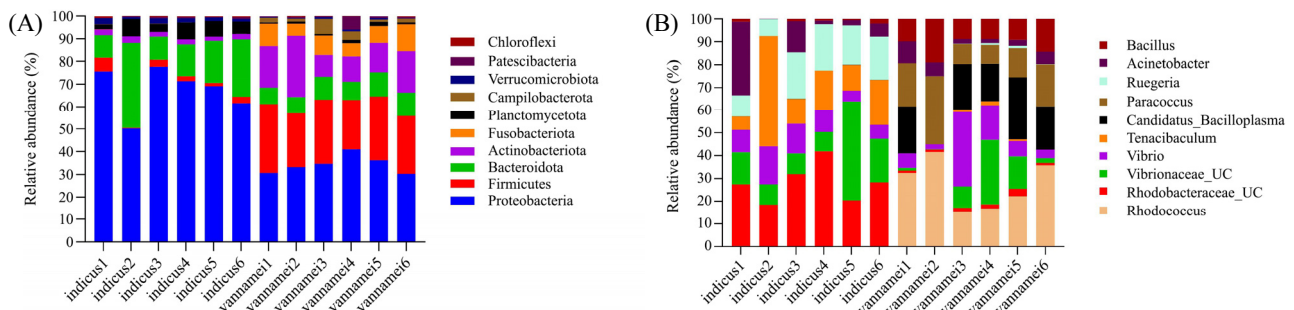 (A)
Relative abundance (%)
100
90
80
70
60
50
40
30
20
10
0
indicus1
indicus2
indicus3
indicus4
indicus5
indicus6
vannamei1
vannamei2
vannamei3
vannamei4
vannamei5
vannamei6
Chloroflexi
Patescibacteria
Verrucomicrobiota
Campilobacterota
Planctomycetota
Fusobacteriota
Actinobacteriota
Bacteroidota
Firmicutes
Proteobacteria
(B)
Relative abundance (%)
100
90
80
70
60
50
40
30
20
10
0
indicus1
indicus2
indicus3
indicus4
indicus5
indicus6
vannamei1
vannamei2
vannamei3
vannamei4
vannamei5
vannamei6
Bacillus
Acinetobacter
Ruegeria
Paracoccus
Candidatus_Bacilloplasma
Tenacibaculum
Vibrio
Vibrionaceae_UC
Rhodobacteraceae_UC
Rhodococcus